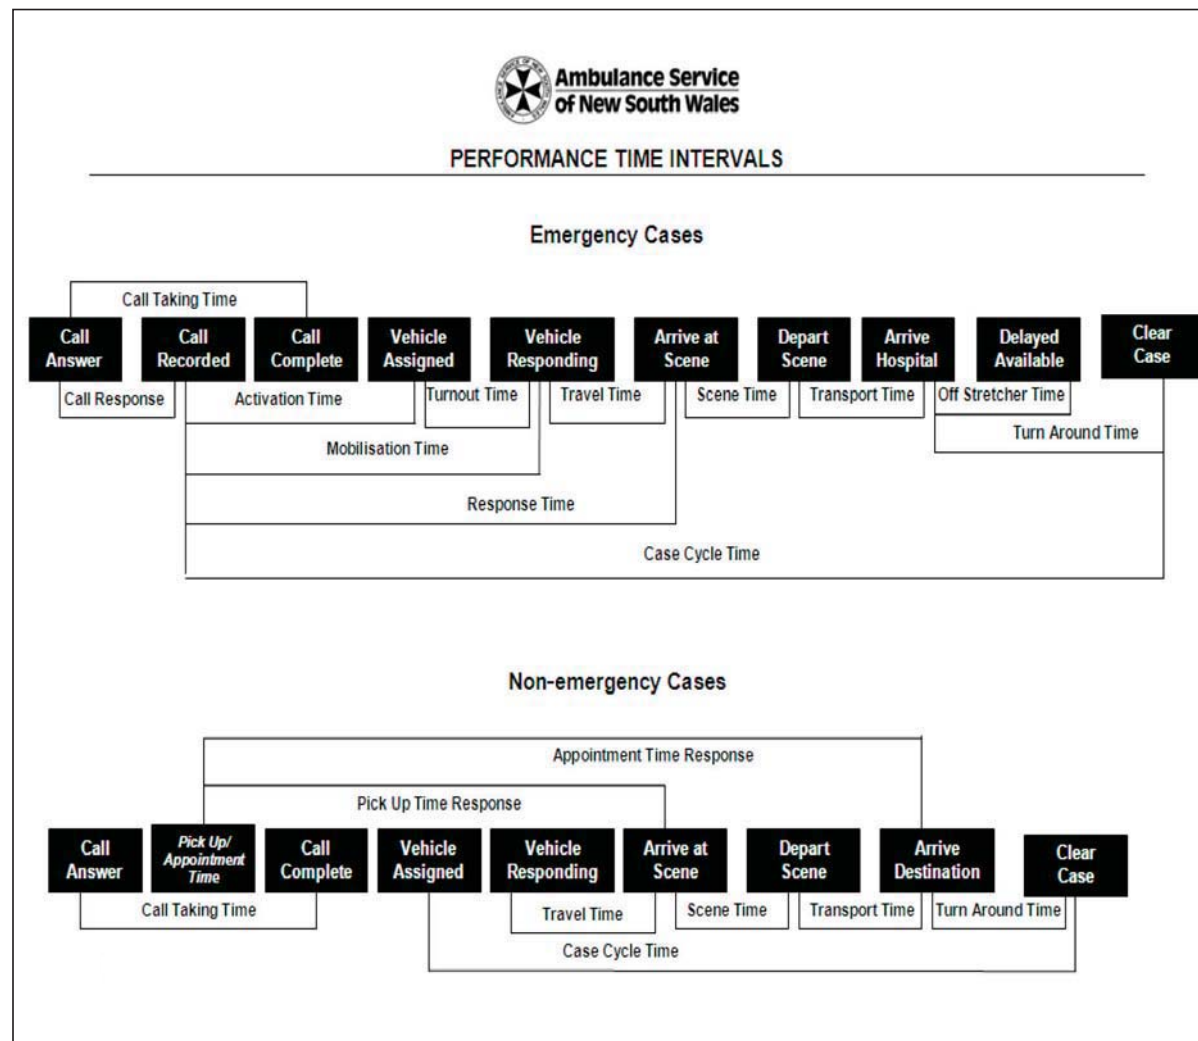 Ambulance Service
of New South Wales
PERFORMANCE TIME INTERVALS
Emergency Cases
Call Taking Time
Call
Answer
Call
Recorded
Call
Complete
Vehicle
Assigned
Vehicle
Responding
Arrive at
Scene
Depart
Scene
Arrive
Hospital
Delayed
Available
Clear
Case
Call Response
Activation Time
Turnout Time
Travel Time
Scene Time
Transport Time
Off Stretcher Time
Turn Around Time
Mobilisation Time
Response Time
Case Cycle Time
Non-emergency Cases
Appointment Time Response
Pick Up Time Response
Call
Answer
Pick Up/
Appointment
Time
Call
Complete
Vehicle
Assigned
Vehicle
Responding
Arrive at
Scene
Depart
Scene
Arrive
Destination
Clear
Case
Call Taking Time
Travel Time
Scene Time
Transport Time
Turn Around Time
Case Cycle Time